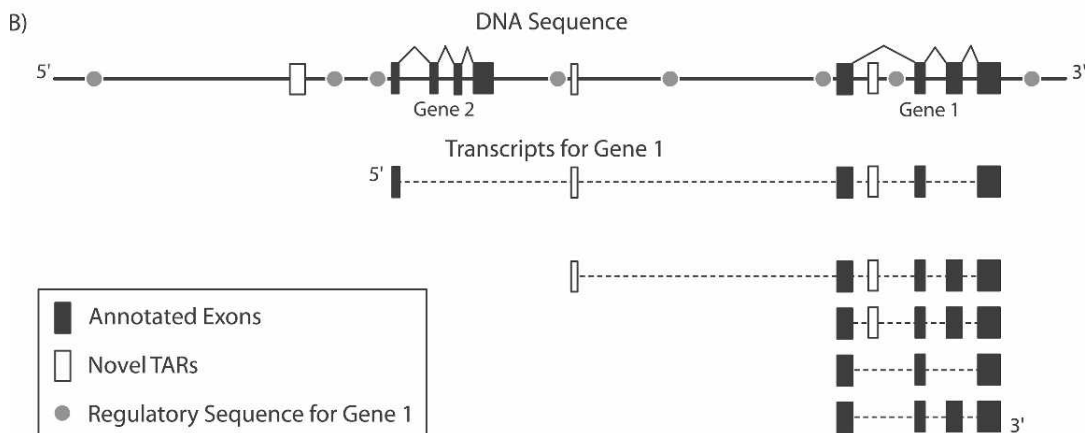 B)
DNA Sequence
5'
3'
Gene 2
Gene 1
Transcripts for Gene 1
5'
Annotated Exons
Novel TARs
Regulatory Sequence for Gene 1
3'